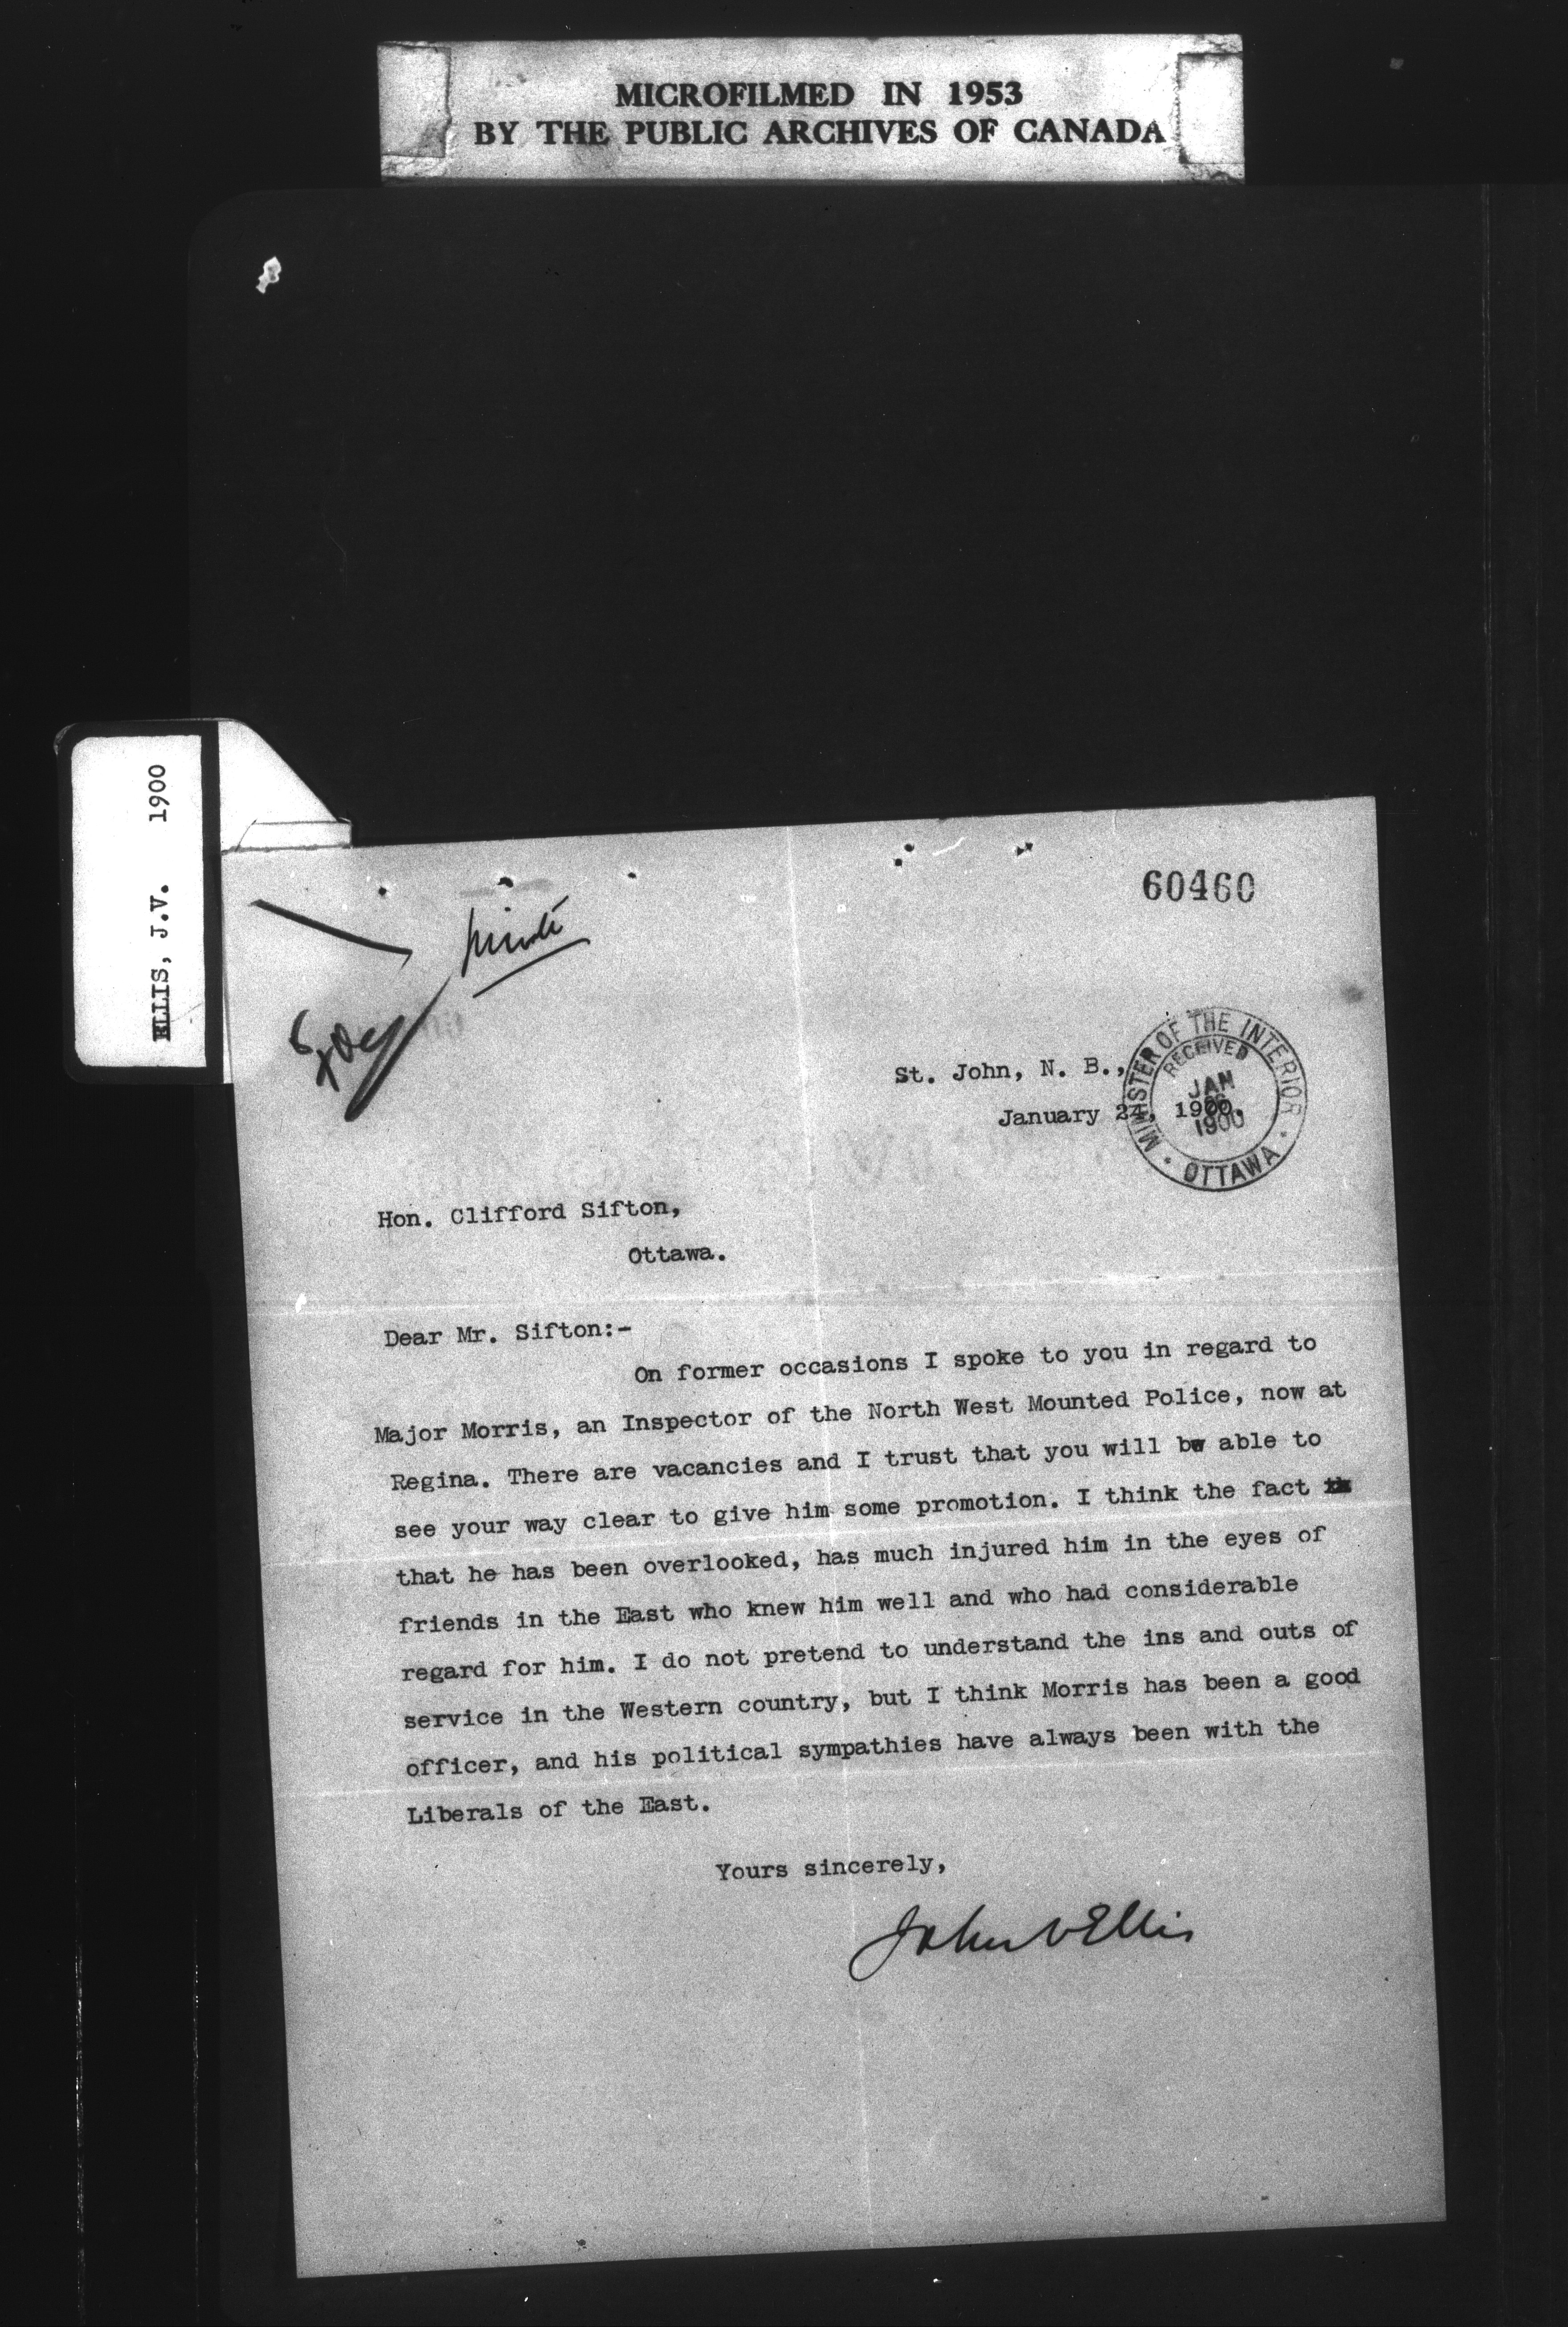 MICROFILMED IN 1953
BY THE PUBLIC ARCHIVES OF CANADA
ELLIS, J.V. 1900
60460
St. John, N. B.,
January 24, 1900.
MINISTER OF THE INTERIOR
RECEIVED
JAN
1900
OTTAWA
Hon. Clifford Sifton,
Ottawa.
Dear Mr. Sifton:-
On former occasions I spoke to you in regard to
Major Morris, an Inspector of the North West Mounted Police, now at
Regina. There are vacancies and I trust that you will be able to
see your way clear to give him some promotion. I think the fact
that he has been overlooked, has much injured him in the eyes of
friends in the East who knew him well and who had considerable
regard for him. I do not pretend to understand the ins and outs of
service in the Western country, but I think Morris has been a good
officer, and his political sympathies have always been with the
Liberals of the East.
Yours sincerely,
John V Ellis